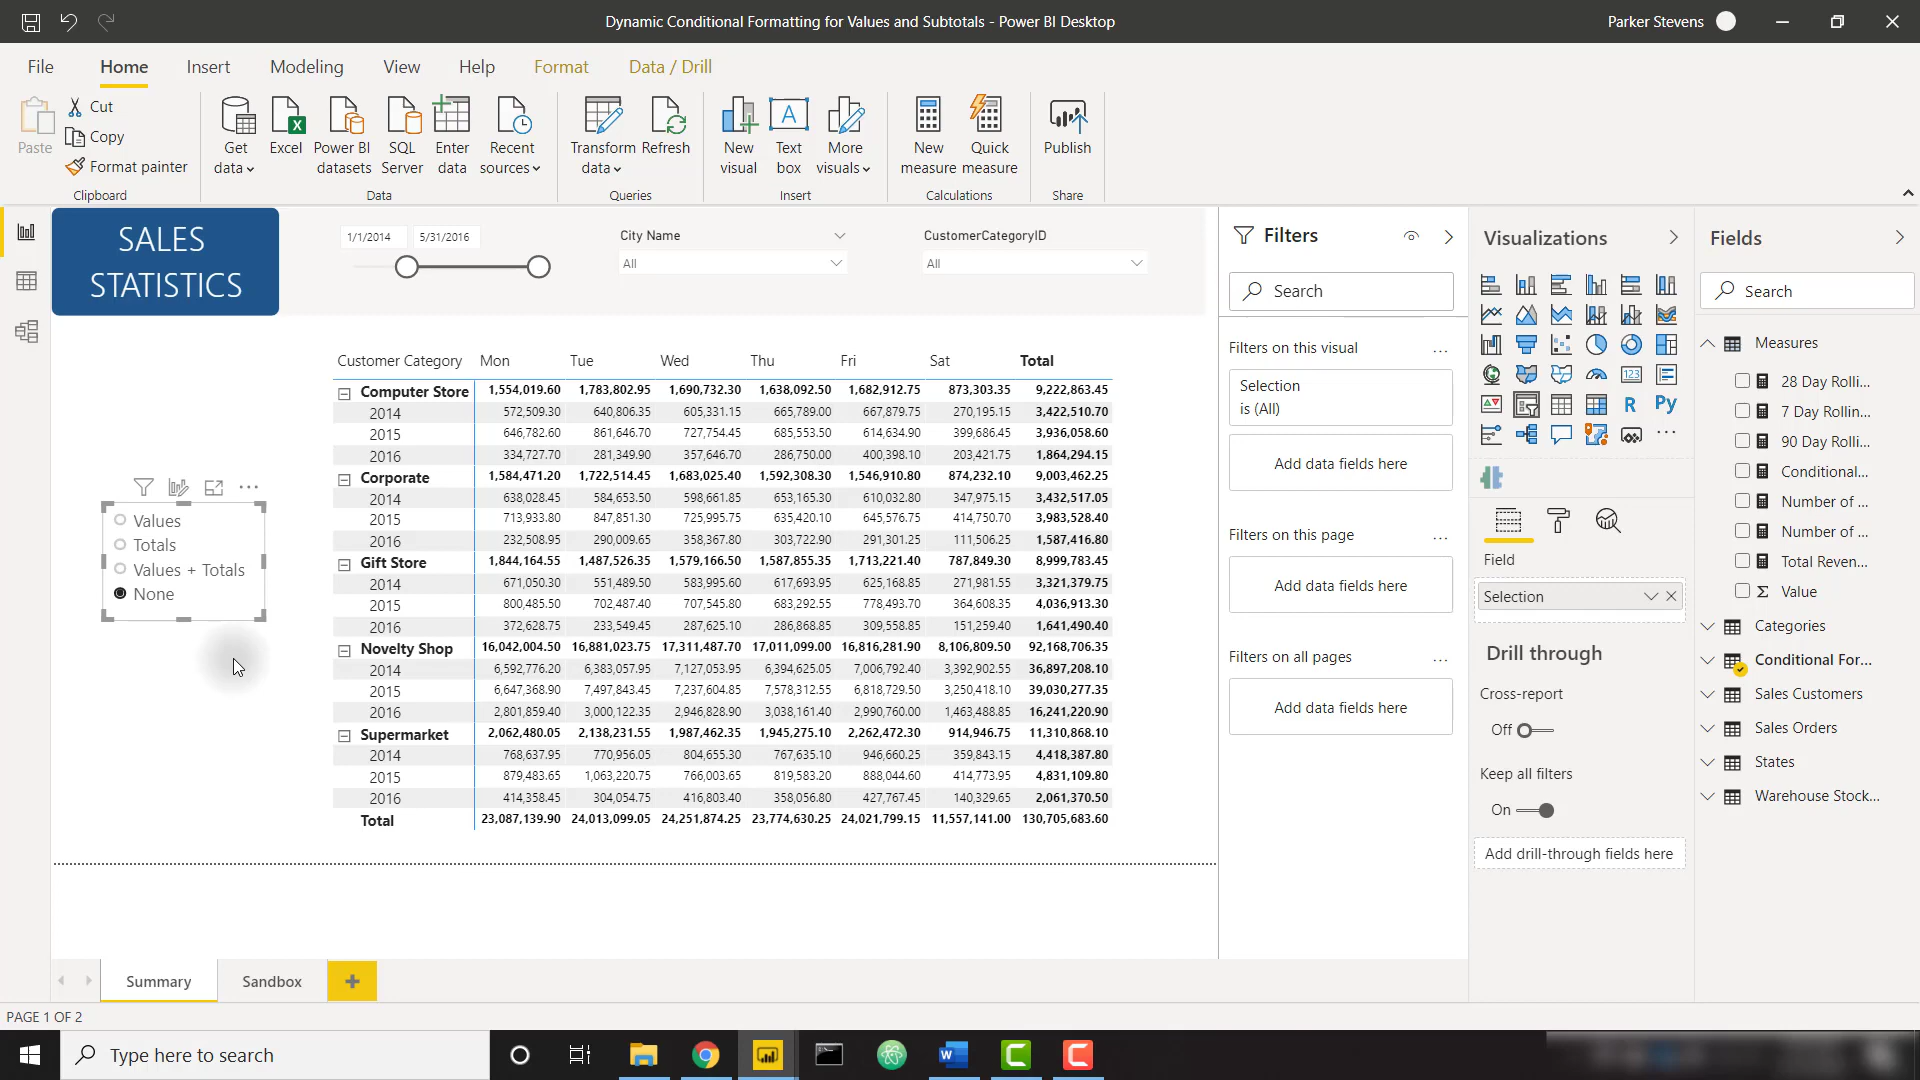 Dynamic Conditional Formatting for Values and Subtotals - Power BI Desktop
Parker Stevens
File Home Insert Modeling View Help Format Data / Drill
Paste
Cut
Copy
Format painter
Clipboard
Get data
Excel
Power BI datasets
SQL Server
Enter data
Recent sources
Data
Transform data
Refresh
Queries
New visual
Text box
More visuals
Insert
New measure
Quick measure
Calculations
Publish
Share
SALES
STATISTICS
1/1/2014 5/31/2016
City Name
All
CustomerCategoryID
All
Values
Totals
Values + Totals
None
Customer Category Mon Tue Wed Thu Fri Sat Total
Computer Store 1,554,019.60 1,783,802.95 1,690,732.30 1,638,092.50 1,682,912.75 873,303.35 9,222,863.45
2014 572,509.30 640,806.35 605,331.15 665,789.00 667,879.75 270,195.15 3,422,510.70
2015 646,782.60 861,646.70 727,754.45 685,553.50 614,634.90 399,686.45 3,936,058.60
2016 334,727.70 281,349.90 357,646.70 286,750.00 400,398.10 203,421.75 1,864,294.15
Corporate 1,584,471.20 1,722,514.45 1,683,025.40 1,592,308.30 1,546,910.80 874,232.10 9,003,462.25
2014 638,028.45 584,653.50 598,661.85 653,165.30 610,032.80 347,975.15 3,432,517.05
2015 713,933.80 847,851.30 725,995.75 635,420.10 645,576.75 414,750.70 3,983,528.40
2016 232,508.95 290,009.65 358,367.80 303,722.90 291,301.25 111,506.25 1,587,416.80
Gift Store 1,844,164.55 1,487,526.35 1,579,166.50 1,587,855.35 1,713,221.40 787,849.30 8,999,783.45
2014 671,050.30 551,489.50 583,995.60 617,693.95 625,168.85 271,981.55 3,321,379.75
2015 800,485.50 702,487.40 707,545.80 683,292.55 778,493.70 364,608.35 4,036,913.30
2016 372,628.75 233,549.45 287,625.10 286,868.85 309,558.85 151,259.40 1,641,490.40
Novelty Shop 16,042,004.50 16,881,023.75 17,311,487.70 17,011,099.00 16,816,281.90 8,106,809.50 92,168,706.35
2014 6,592,776.20 6,383,057.95 7,127,053.95 6,394,625.05 7,006,792.40 3,392,902.55 36,897,208.10
2015 6,647,368.90 7,497,843.45 7,237,604.85 7,578,312.55 6,818,729.50 3,250,418.10 39,030,277.35
2016 2,801,859.40 3,000,122.35 2,946,828.90 3,038,161.40 2,990,760.00 1,463,488.85 16,241,220.90
Supermarket 2,062,480.05 2,138,231.55 1,987,462.35 1,945,275.10 2,262,472.30 914,946.75 11,310,868.10
2014 768,637.95 770,956.05 804,655.30 767,635.10 946,660.25 359,843.15 4,418,387.80
2015 879,483.65 1,063,220.75 766,003.65 819,583.20 888,044.60 414,773.95 4,831,109.80
2016 414,358.45 304,054.75 416,803.40 358,056.80 427,767.45 140,329.65 2,061,370.50
Total 23,087,139.90 24,013,099.05 24,251,874.25 23,774,630.25 24,021,799.15 11,557,141.00 130,705,683.60
Filters
Search
Filters on this visual
Selection
is (All)
Add data fields here
Filters on this page
Add data fields here
Filters on all pages
Add data fields here
Visualizations
123
R Py
Field
Selection
Drill through
Cross-report
Off
Keep all filters
On
Add drill-through fields here
Fields
Search
Measures
28 Day Rolli...
7 Day Rollin...
90 Day Rolli...
Conditional...
Number of ...
Number of ...
Total Reven...
Value
Categories
Conditional For...
Sales Customers
Sales Orders
States
Warehouse Stock...
Summary Sandbox
PAGE 1 OF 2
Type here to search